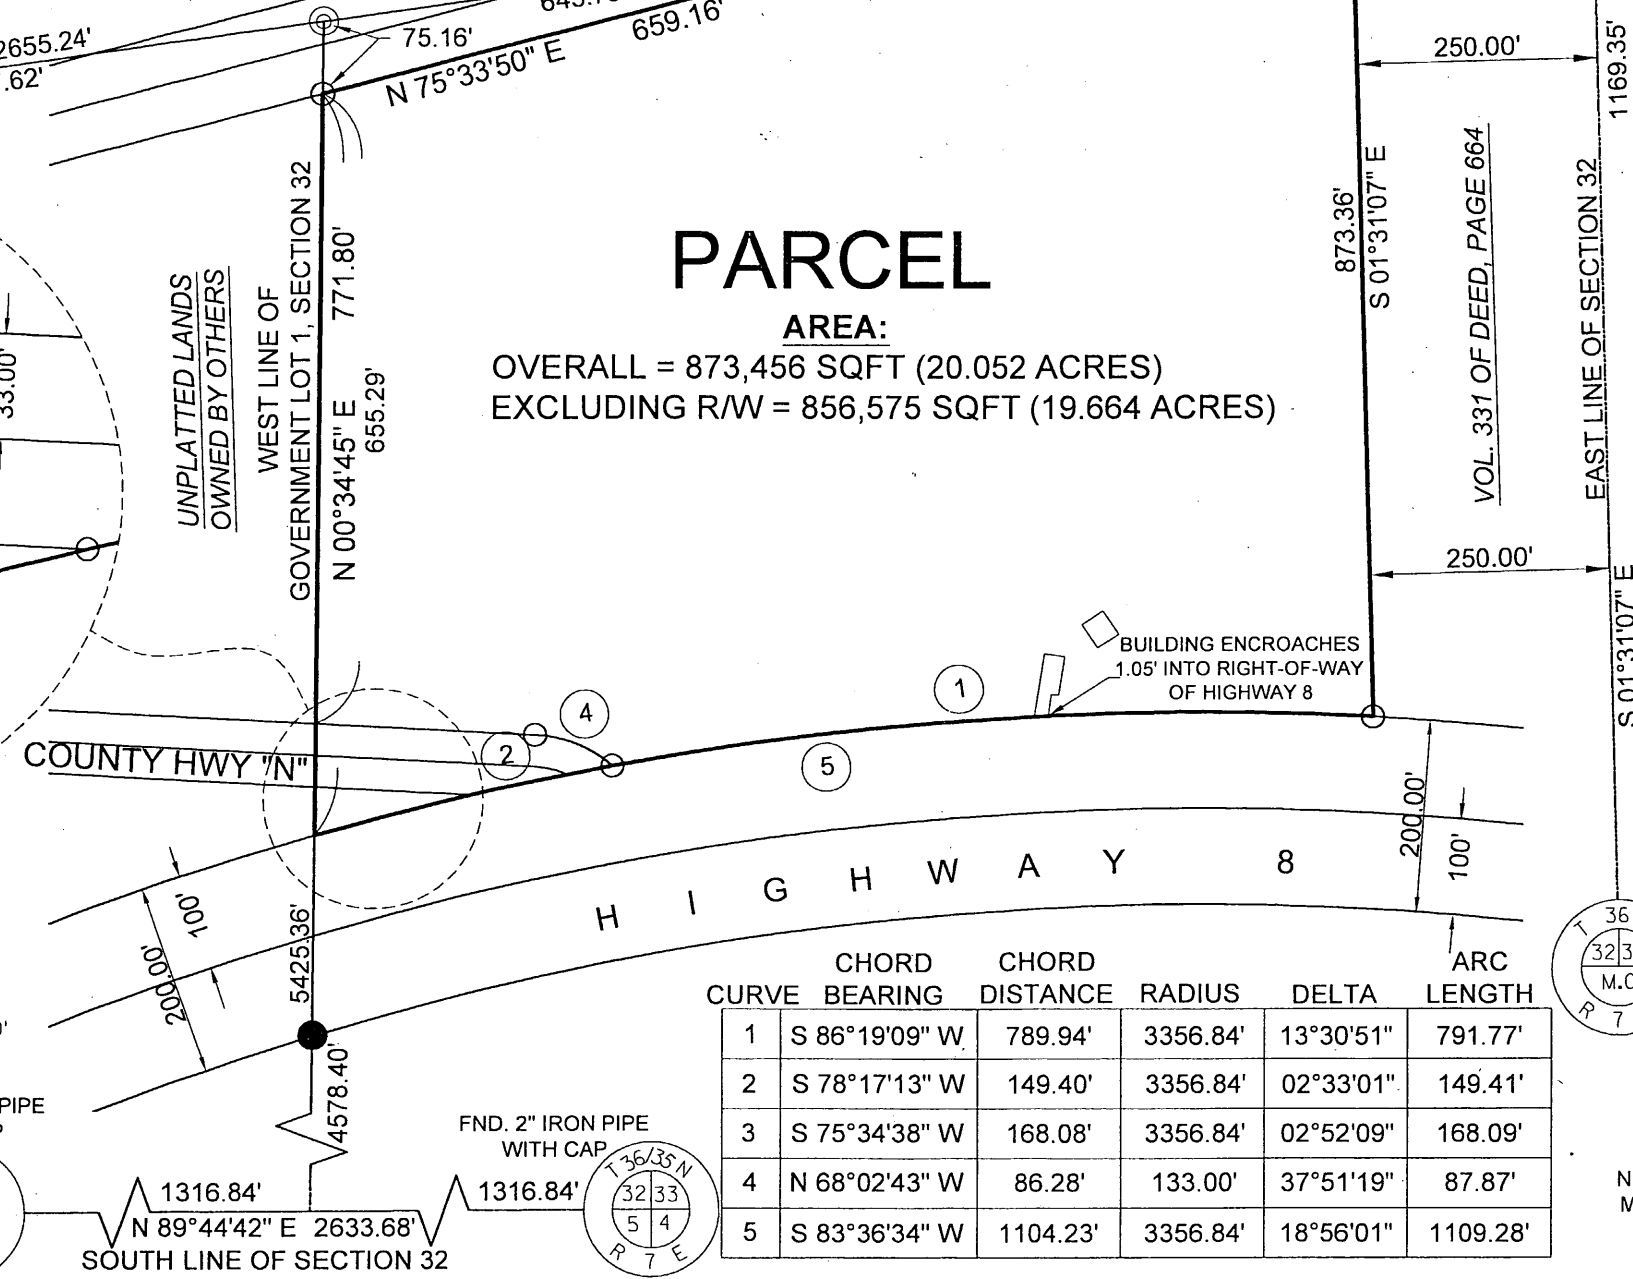 2655.24'
.62'
75.16'
659.16'
N 75°33'50" E
250.00'
1169.35'
PARCEL
AREA:
OVERALL = 873,456 SQFT (20.052 ACRES)
EXCLUDING R/W = 856,575 SQFT (19.664 ACRES)
UNPLATTED LANDS
OWNED BY OTHERS
WEST LINE OF
GOVERNMENT LOT 1, SECTION 32
N 00°34'45" E 771.80'
655.29'
33.00'
873.36'
S 01°31'07" E
VOL. 331 OF DEED, PAGE 664
EAST LINE OF SECTION 32
250.00'
S 01°31'07" E
BUILDING ENCROACHES
1.05' INTO RIGHT-OF-WAY
OF HIGHWAY 8
1
4
2
5
COUNTY HWY "N"
HIGHWAY 8
200.00'
100'
100'
200.00'
5425.36'
4578.40'
CHORD CHORD ARC
CURVE BEARING DISTANCE RADIUS DELTA LENGTH
1 S 86°19'09" W 789.94' 3356.84' 13°30'51" 791.77'
2 S 78°17'13" W 149.40' 3356.84' 02°33'01" 149.41'
3 S 75°34'38" W 168.08' 3356.84' 02°52'09" 168.09'
4 N 68°02'43" W 86.28' 133.00' 37°51'19" 87.87'
5 S 83°36'34" W 1104.23' 3356.84' 18°56'01" 1109.28'
T 36
32 3
M.C
R 7
PIPE
FND. 2" IRON PIPE
WITH CAP
T 36/35 N
32 33
5 4
R 7 E
1316.84'
1316.84'
N 89°44'42" E 2633.68'
SOUTH LINE OF SECTION 32
N
M